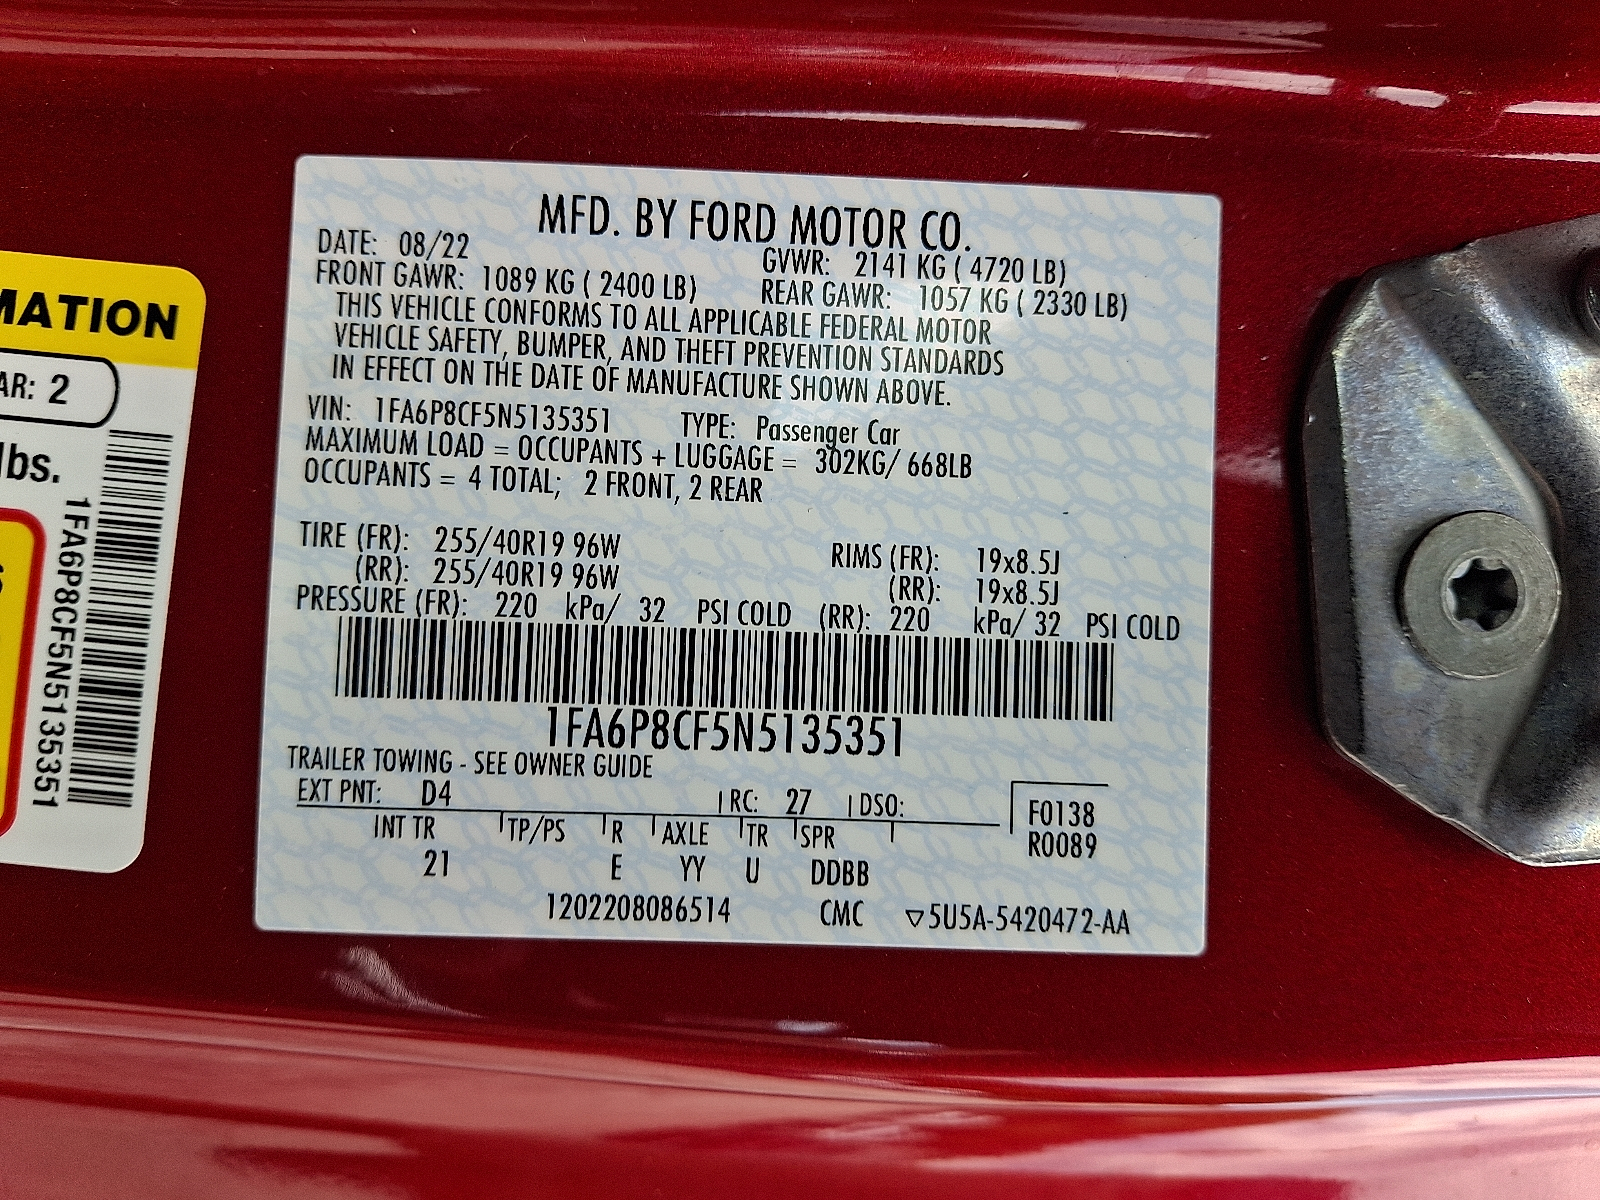 MFD. BY FORD MOTOR CO.
DATE: 08/22 GVWR: 2141 KG ( 4720 LB)
FRONT GAWR: 1089 KG ( 2400 LB) REAR GAWR: 1057 KG ( 2330 LB)
THIS VEHICLE CONFORMS TO ALL APPLICABLE FEDERAL MOTOR
VEHICLE SAFETY, BUMPER, AND THEFT PREVENTION STANDARDS
IN EFFECT ON THE DATE OF MANUFACTURE SHOWN ABOVE.
VIN: 1FA6P8CF5N5135351 TYPE: Passenger Car
MAXIMUM LOAD = OCCUPANTS + LUGGAGE = 302KG/ 668LB
OCCUPANTS = 4 TOTAL; 2 FRONT, 2 REAR
TIRE (FR): 255/40R19 96W RIMS (FR): 19x8.5J
(RR): 255/40R19 96W (RR): 19x8.5J
PRESSURE (FR): 220 kPa/ 32 PSI COLD (RR): 220 kPa/ 32 PSI COLD
1FA6P8CF5N5135351
TRAILER TOWING - SEE OWNER GUIDE
EXT PNT: D4 RC: 27 DSO: F0138
INT TR TP/PS R AXLE TR SPR R0089
21 E YY U DDBB
1202208086514 CMC ▽5U5A-5420472-AA
MATION
AR: 2
lbs.
1FA6P8CF5N5135351